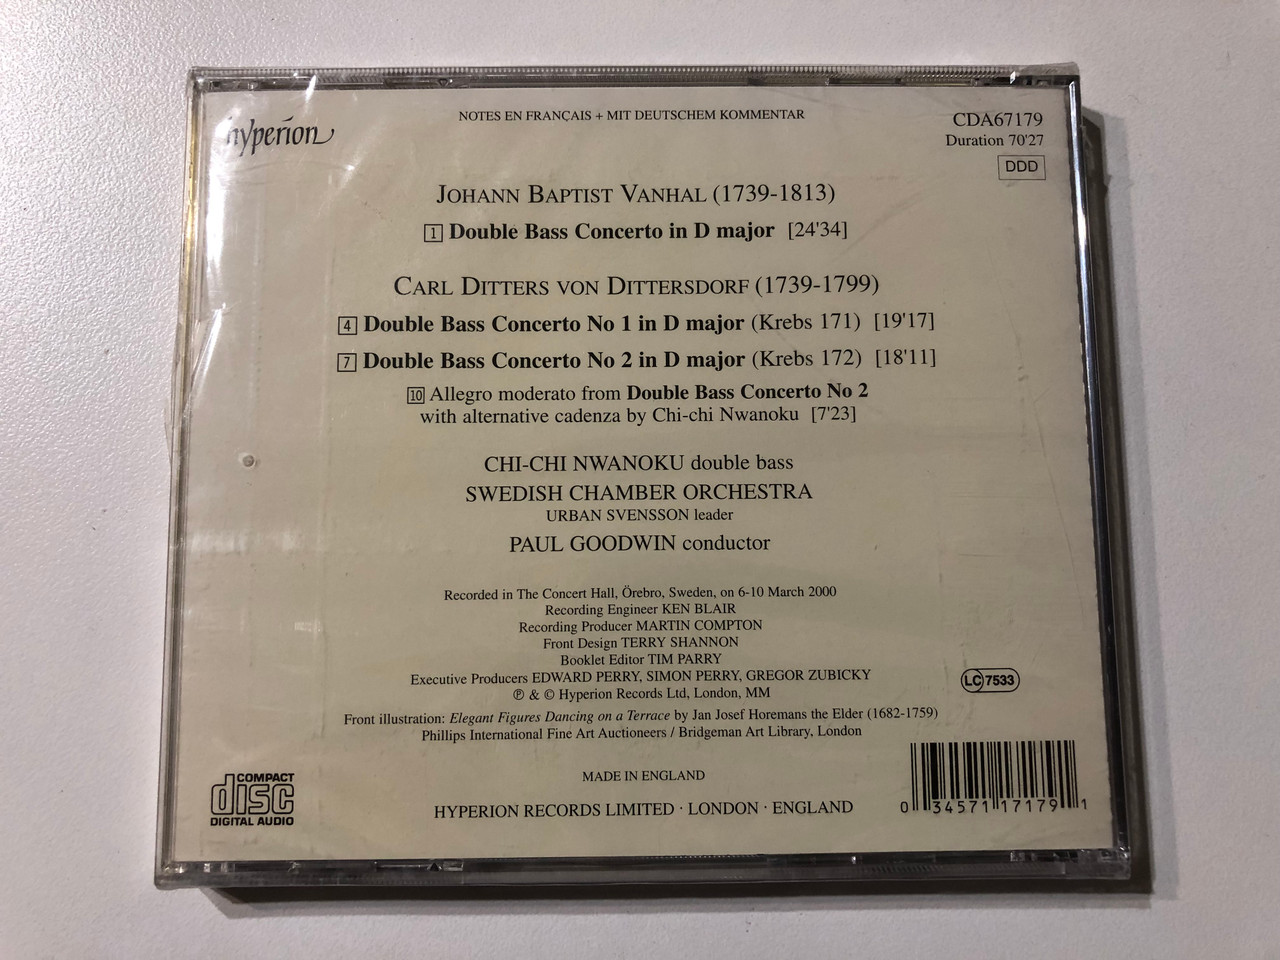 hyperion
NOTES EN FRANÇAIS + MIT DEUTSCHEM KOMMENTAR
CDA67179
Duration 70'27
DDD
JOHANN BAPTIST VANHAL (1739-1813)
1 Double Bass Concerto in D major [24'34]
CARL DITTERS VON DITTERSDORF (1739-1799)
4 Double Bass Concerto No 1 in D major (Krebs 171) [19'17]
7 Double Bass Concerto No 2 in D major (Krebs 172) [18'11]
10 Allegro moderato from Double Bass Concerto No 2
with alternative cadenza by Chi-chi Nwanoku [7'23]
CHI-CHI NWANOKU double bass
SWEDISH CHAMBER ORCHESTRA
URBAN SVENSSON leader
PAUL GOODWIN conductor
Recorded in The Concert Hall, Örebro, Sweden, on 6-10 March 2000
Recording Engineer KEN BLAIR
Recording Producer MARTIN COMPTON
Front Design TERRY SHANNON
Booklet Editor TIM PARRY
Executive Producers EDWARD PERRY, SIMON PERRY, GREGOR ZUBICKY
℗ & © Hyperion Records Ltd, London, MM
LC 7533
Front illustration: Elegant Figures Dancing on a Terrace by Jan Josef Horemans the Elder (1682-1759)
Phillips International Fine Art Auctioneers / Bridgeman Art Library, London
COMPACT
disc
DIGITAL AUDIO
MADE IN ENGLAND
HYPERION RECORDS LIMITED · LONDON · ENGLAND
0 34571 17179 1